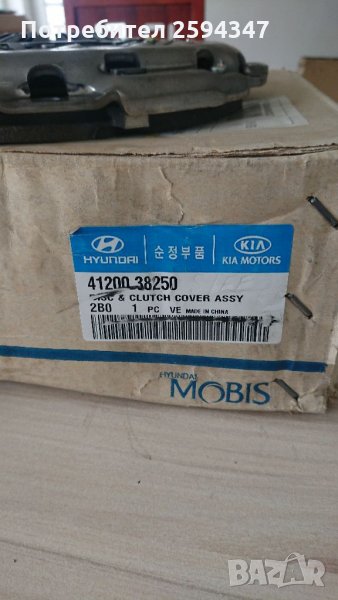 Потребител 2594347
HYUNDAI
순정부품
KIA
KIA MOTORS
41200-38250
DISC & CLUTCH COVER ASSY
2B0 1 PC VE MADE IN CHINA
HYUNDAI
MOBIS
BAZAR